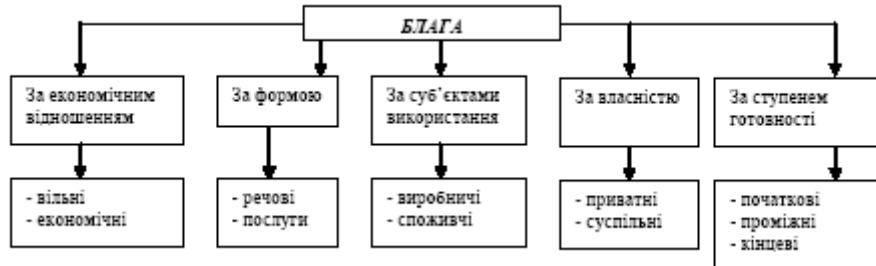 БЛАГА
За економічним
відношенням
За формою
За суб’єктами
використання
За власністю
За ступенем
готовності
- вільні
- економічні
- речові
- послуги
- виробничі
- споживчі
- приватні
- суспільні
- початкові
- проміжні
- кінцеві